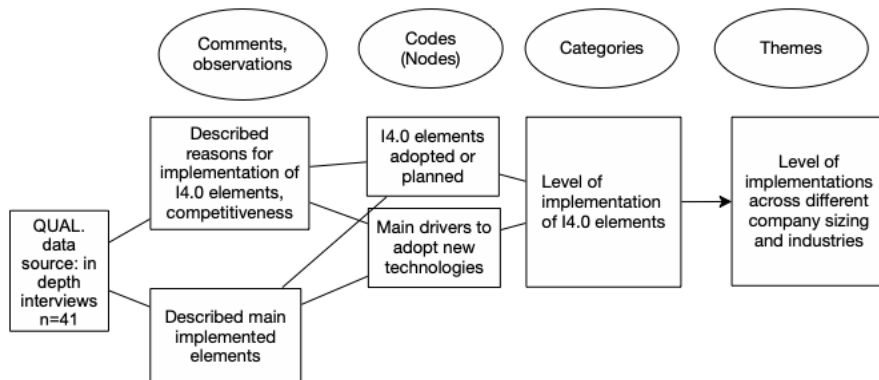 Comments,
observations
Codes
(Nodes)
Categories
Themes
QUAL.
data
source: in
depth
interviews
n=41
Described
reasons for
implementation of
I4.0 elements,
competitiveness
Described main
implemented
elements
I4.0 elements
adopted or
planned
Main drivers to
adopt new
technologies
Level of
implementation
of I4.0 elements
Level of
implementations
across different
company sizing
and industries